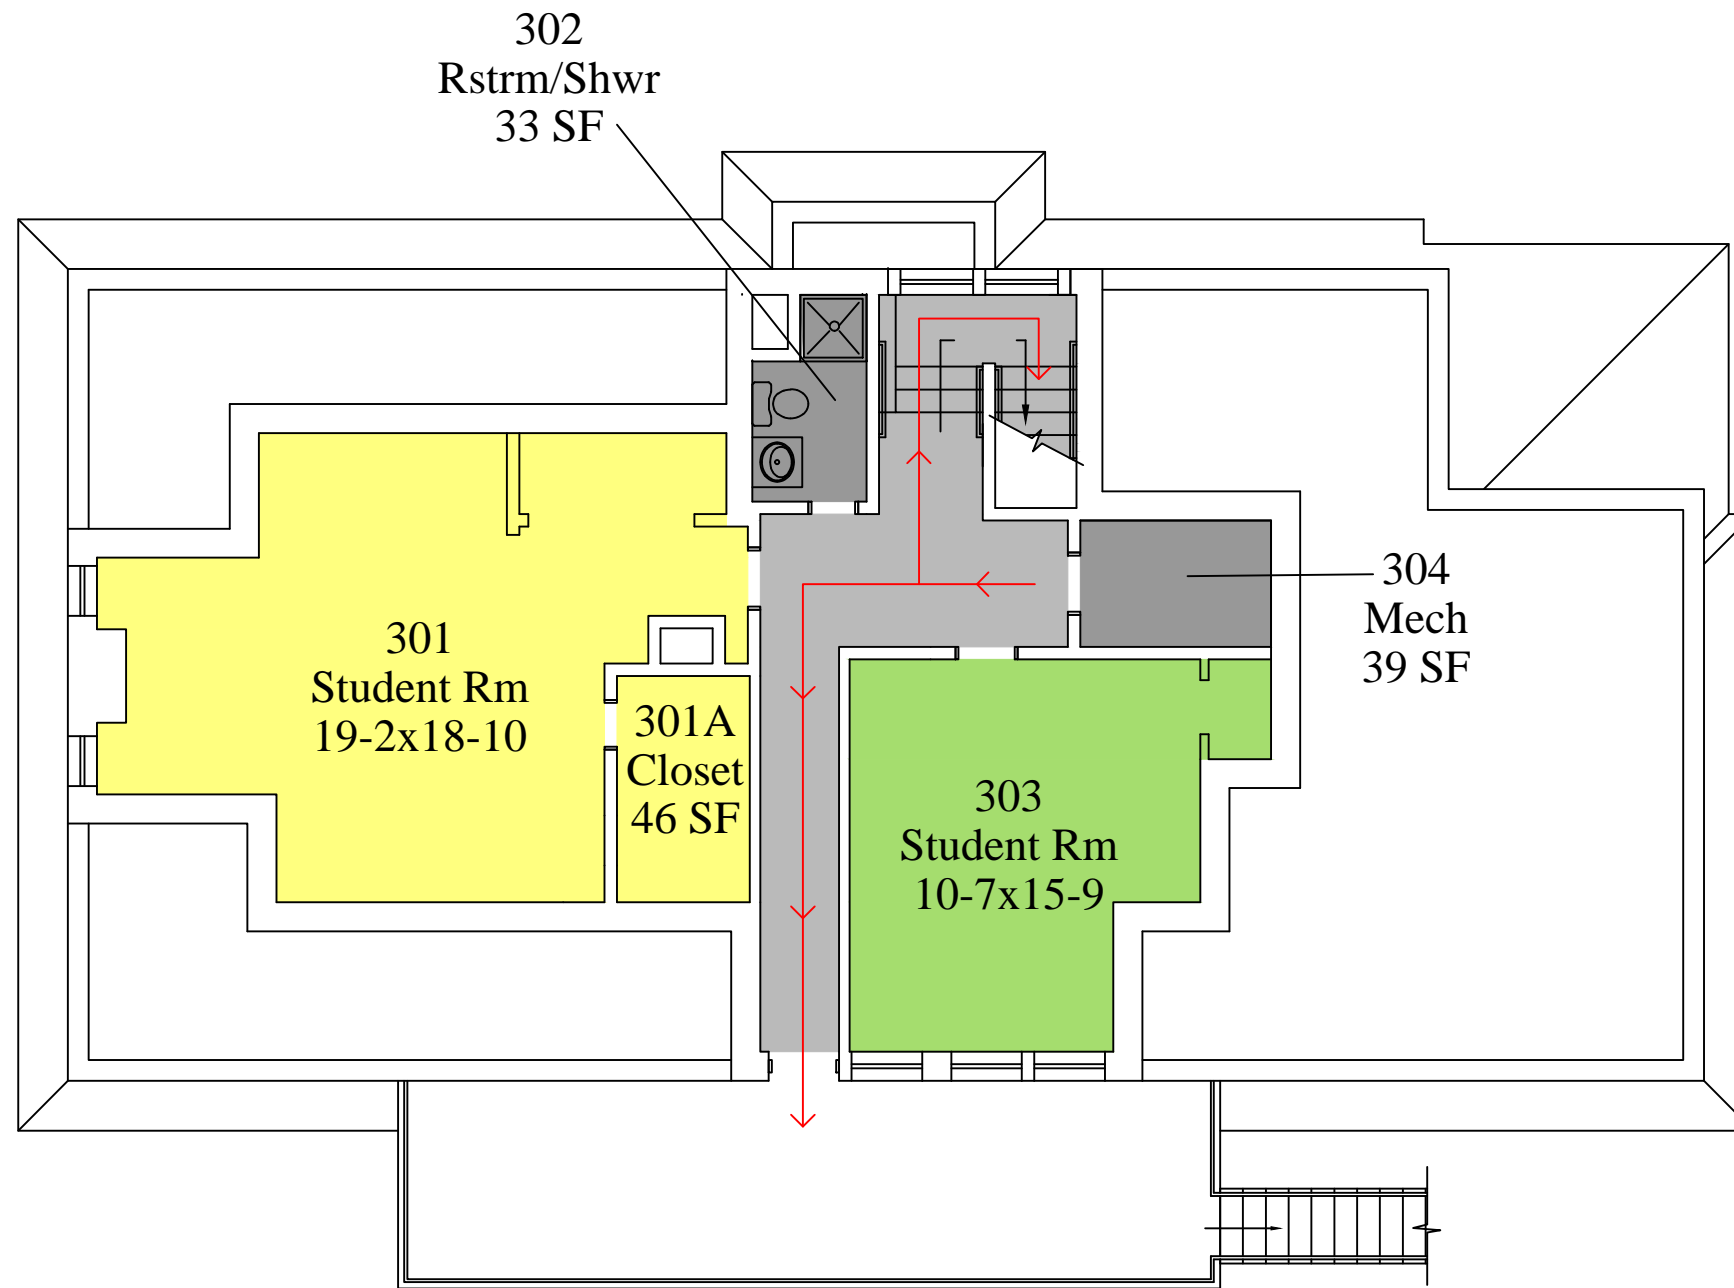 302
Rstrm/Shwr
33 SF
301
Student Rm
19-2x18-10
301A
Closet
46 SF
303
Student Rm
10-7x15-9
304
Mech
39 SF